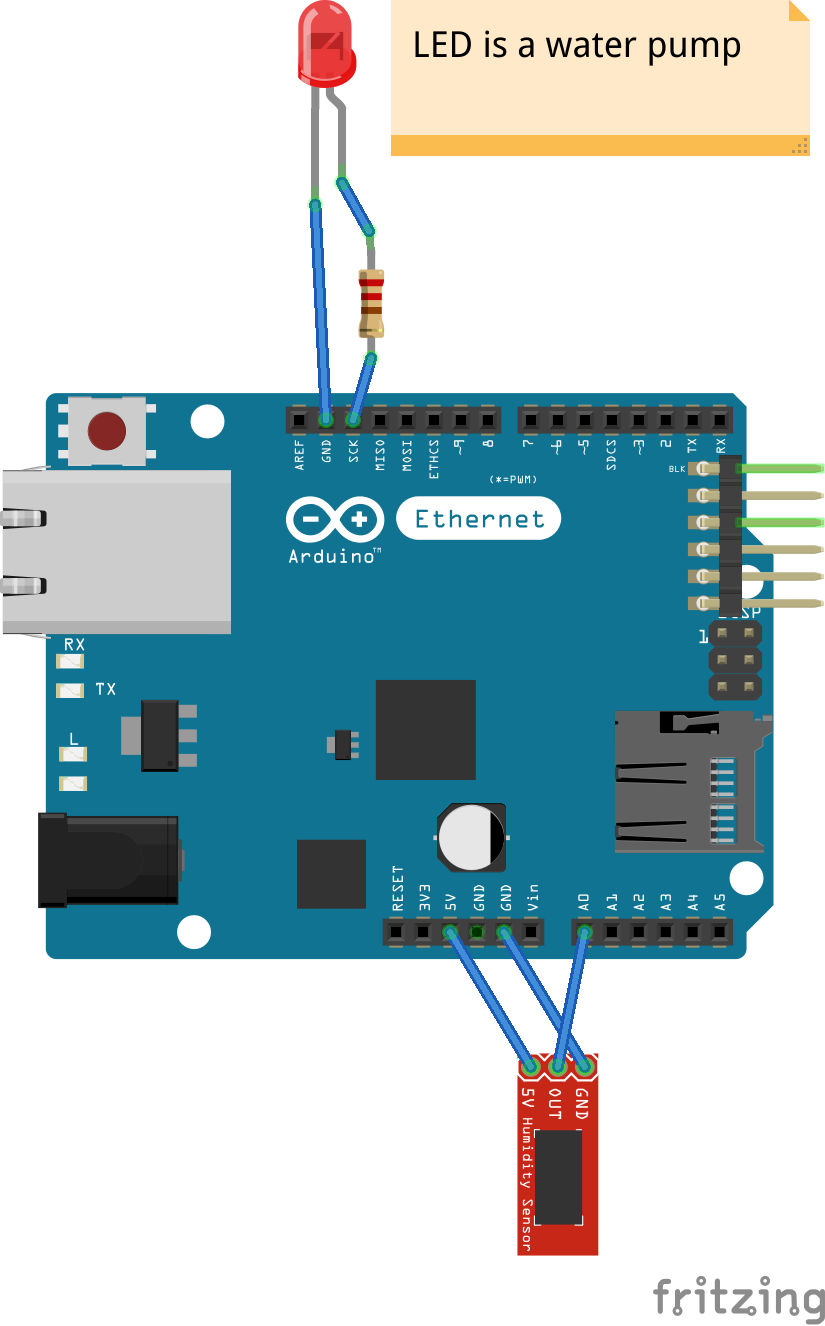 LED is a water pump
AREF
GND
SCK
MISO
MOSI
ETHCS
~9
8
7
~6
~5
SDCS
~3
2
TX
RX
(*=PWM)
BLK
Ethernet
Arduino™
1
RX
TX
L
RESET
3V3
5V
GND
GND
Vin
A0
A1
A2
A3
A4
A5
5V
OUT
GND
Humidity Sensor
fritzing